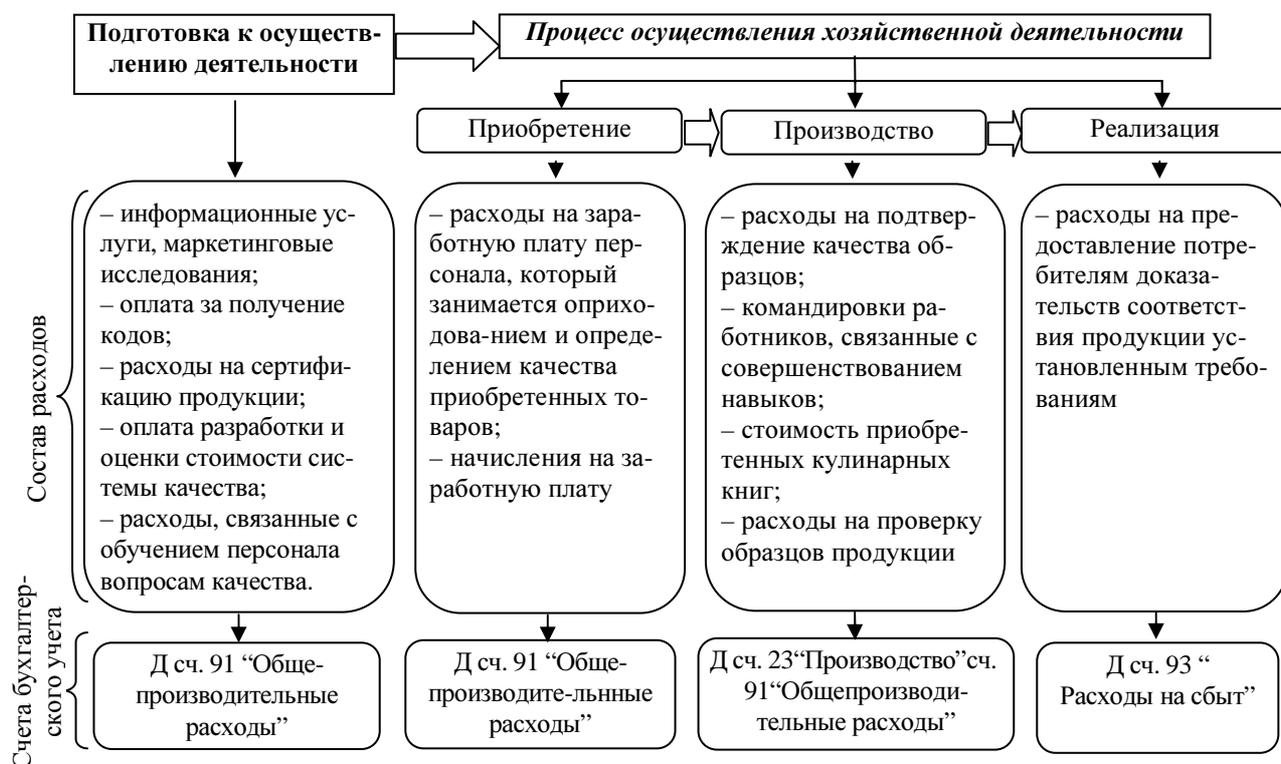 Подготовка к осуществ-
лению деятельности
Процесс осуществления хозяйственной деятельности
Приобретение
Производство
Реализация
Состав расходов
– информационные ус-
луги, маркетинговые
исследования;
– оплата за получение
кодов;
– расходы на сертифи-
кацию продукции;
– оплата разработки и
оценки стоимости сис-
темы качества;
– расходы, связанные с
обучением персонала
вопросам качества.
– расходы на зара-
ботную плату пер-
сонала, который
занимается оприхо-
дова-нием и опреде-
лением качества
приобретенных то-
варов;
– начисления на за-
работную плату
– расходы на подтвер-
ждение качества об-
разцов;
– командировки ра-
ботников, связанные с
совершенствованием
навыков;
– стоимость приобре-
тенных кулинарных
книг;
– расходы на проверку
образцов продукции
– расходы на пре-
доставление потре-
бителям доказа-
тельств соответст-
вия продукции ус-
тановленным требо-
ваниям
Счета бухгалтер-
ского учета
Д сч. 91 “Обще-
производительные
расходы”
Д сч. 91 “Обще-
производите-льнные
расходы”
Д сч. 23“Производство”сч.
91“Общепроизводи-
тельные расходы”
Д сч. 93 “
Расходы на сбыт”